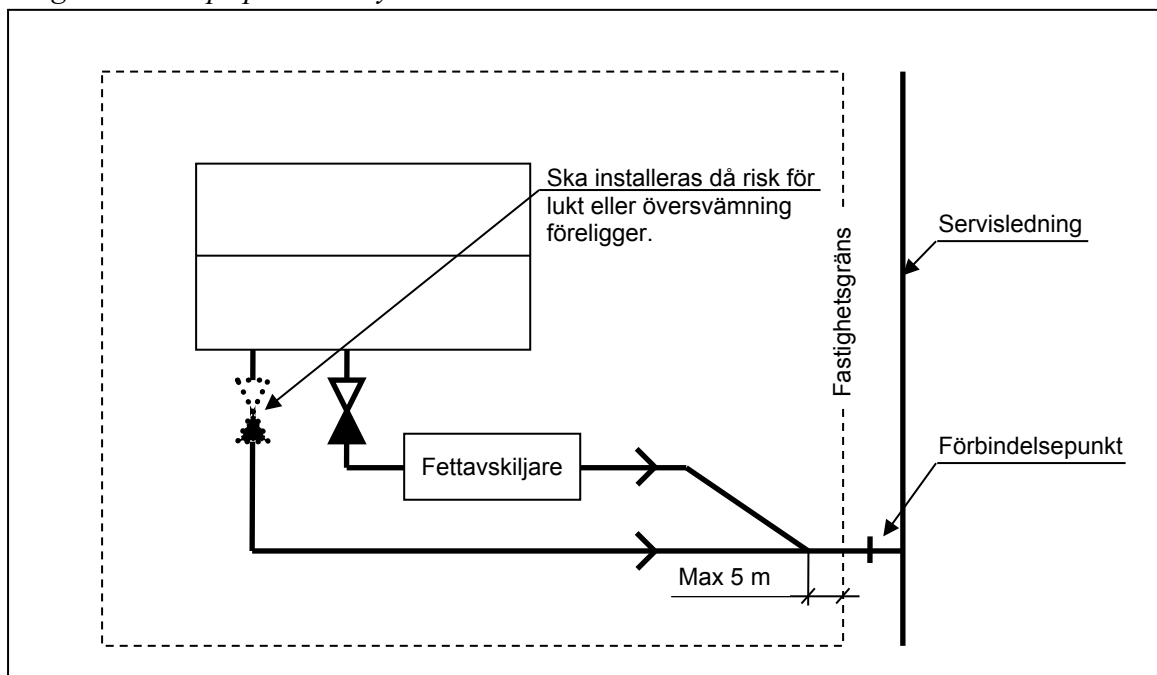 Ska installeras då risk för
lukt eller översvämning
föreligger.
Fastighetsgräns
Servisledning
Förbindelsepunkt
Fettavskiljare
Max 5 m